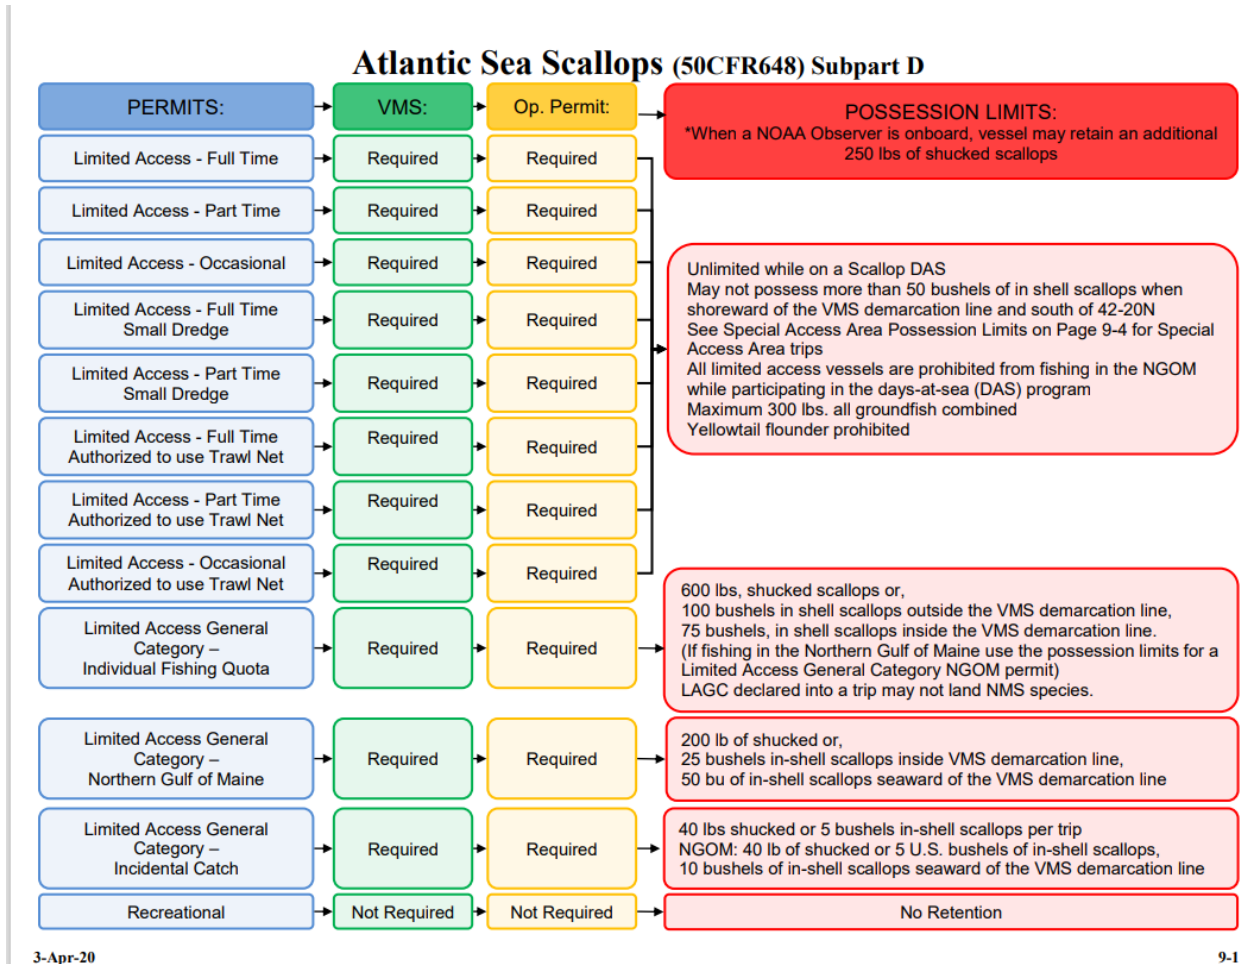 Atlantic Sea Scallops (50CFR648) Subpart D
PERMITS:
VMS:
Op. Permit:
POSSESSION LIMITS:
*When a NOAA Observer is onboard, vessel may retain an additional
250 lbs of shucked scallops
Limited Access - Full Time
Required
Required
Limited Access - Part Time
Required
Required
Limited Access - Occasional
Required
Required
Limited Access - Full Time
Small Dredge
Required
Required
Limited Access - Part Time
Small Dredge
Required
Required
Limited Access - Full Time
Authorized to use Trawl Net
Required
Required
Limited Access - Part Time
Authorized to use Trawl Net
Required
Required
Limited Access - Occasional
Authorized to use Trawl Net
Required
Required
Unlimited while on a Scallop DAS
May not possess more than 50 bushels of in shell scallops when
shoreward of the VMS demarcation line and south of 42-20N
See Special Access Area Possession Limits on Page 9-4 for Special
Access Area trips
All limited access vessels are prohibited from fishing in the NGOM
while participating in the days-at-sea (DAS) program
Maximum 300 lbs. all groundfish combined
Yellowtail flounder prohibited
Limited Access General
Category –
Individual Fishing Quota
Required
Required
600 lbs, shucked scallops or,
100 bushels in shell scallops outside the VMS demarcation line,
75 bushels, in shell scallops inside the VMS demarcation line.
(If fishing in the Northern Gulf of Maine use the possession limits for a
Limited Access General Category NGOM permit)
LAGC declared into a trip may not land NMS species.
Limited Access General
Category –
Northern Gulf of Maine
Required
Required
200 lb of shucked or,
25 bushels in-shell scallops inside VMS demarcation line,
50 bu of in-shell scallops seaward of the VMS demarcation line
Limited Access General
Category –
Incidental Catch
Required
Required
40 lbs shucked or 5 bushels in-shell scallops per trip
NGOM: 40 lb of shucked or 5 U.S. bushels of in-shell scallops,
10 bushels of in-shell scallops seaward of the VMS demarcation line
Recreational
Not Required
Not Required
No Retention
3-Apr-20
9-1